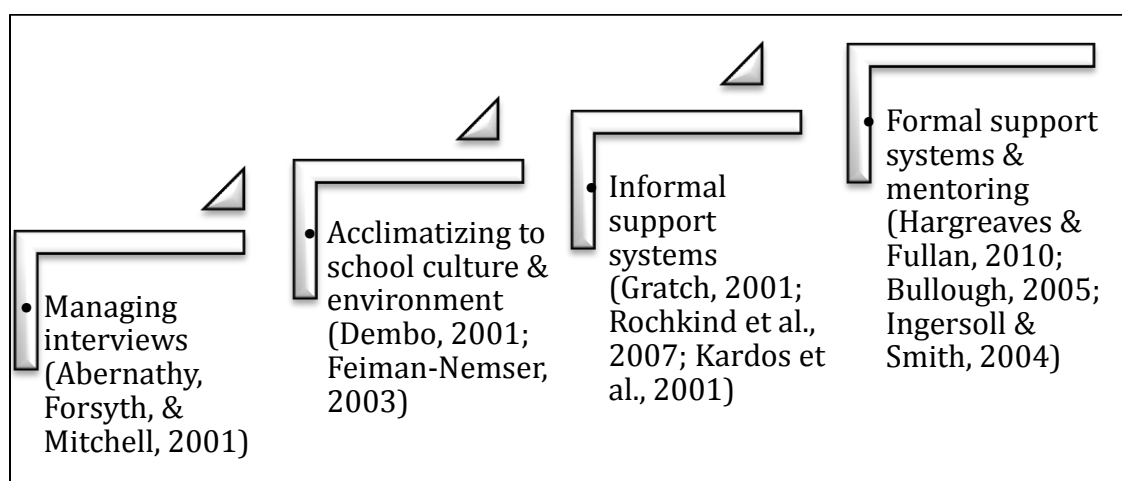 • Managing
interviews
(Abernathy,
Forsyth, &
Mitchell, 2001)
• Acclimatizing to
school culture &
environment
(Dembo, 2001;
Feiman-Nemser,
2003)
• Informal
support
systems
(Gratch, 2001;
Rochkind et al.,
2007; Kardos et
al., 2001)
• Formal support
systems &
mentoring
(Hargreaves &
Fullan, 2010;
Bullough, 2005;
Ingersoll &
Smith, 2004)